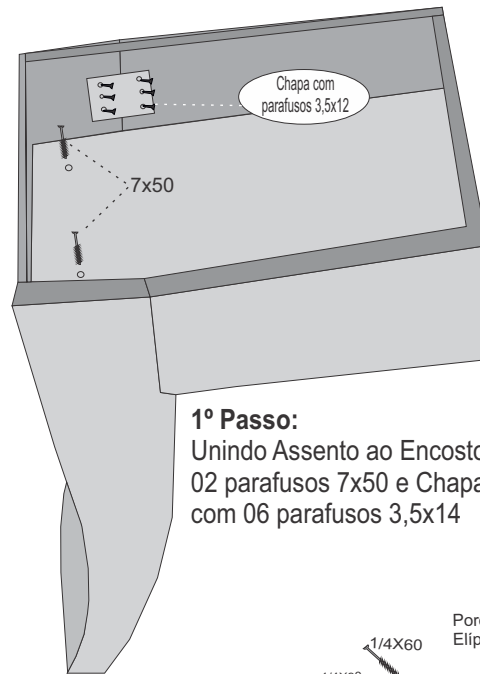 Chapa com
parafusos 3,5x12
7x50
1º Passo:
Unindo Assento ao Encosto
02 parafusos 7x50 e Chapa
com 06 parafusos 3,5x14
1/4X60